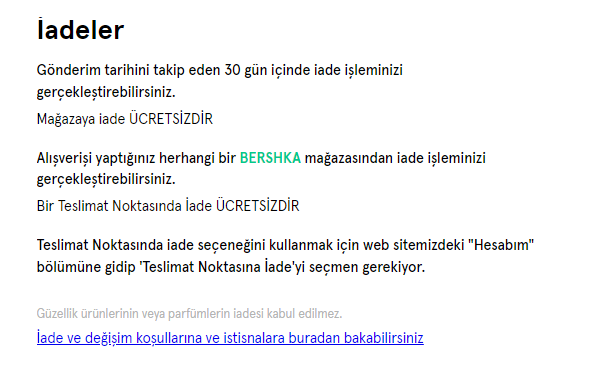 İadeler
Gönderim tarihini takip eden 30 gün içinde iade işleminizi
gerçekleştirebilirsiniz.
Mağazaya iade ÜCRETSİZDİR
Alışverişi yaptığınız herhangi bir BERSHKA mağazasından iade işleminizi
gerçekleştirebilirsiniz.
Bir Teslimat Noktasında İade ÜCRETSİZDİR
Teslimat Noktasında iade seçeneğini kullanmak için web sitemizdeki "Hesabım"
bölümüne gidip 'Teslimat Noktasına İade'yi seçmen gerekiyor.
Güzellik ürünlerinin veya parfümlerin iadesi kabul edilmez.
İade ve değişim koşullarına ve istisnalara buradan bakabilirsiniz